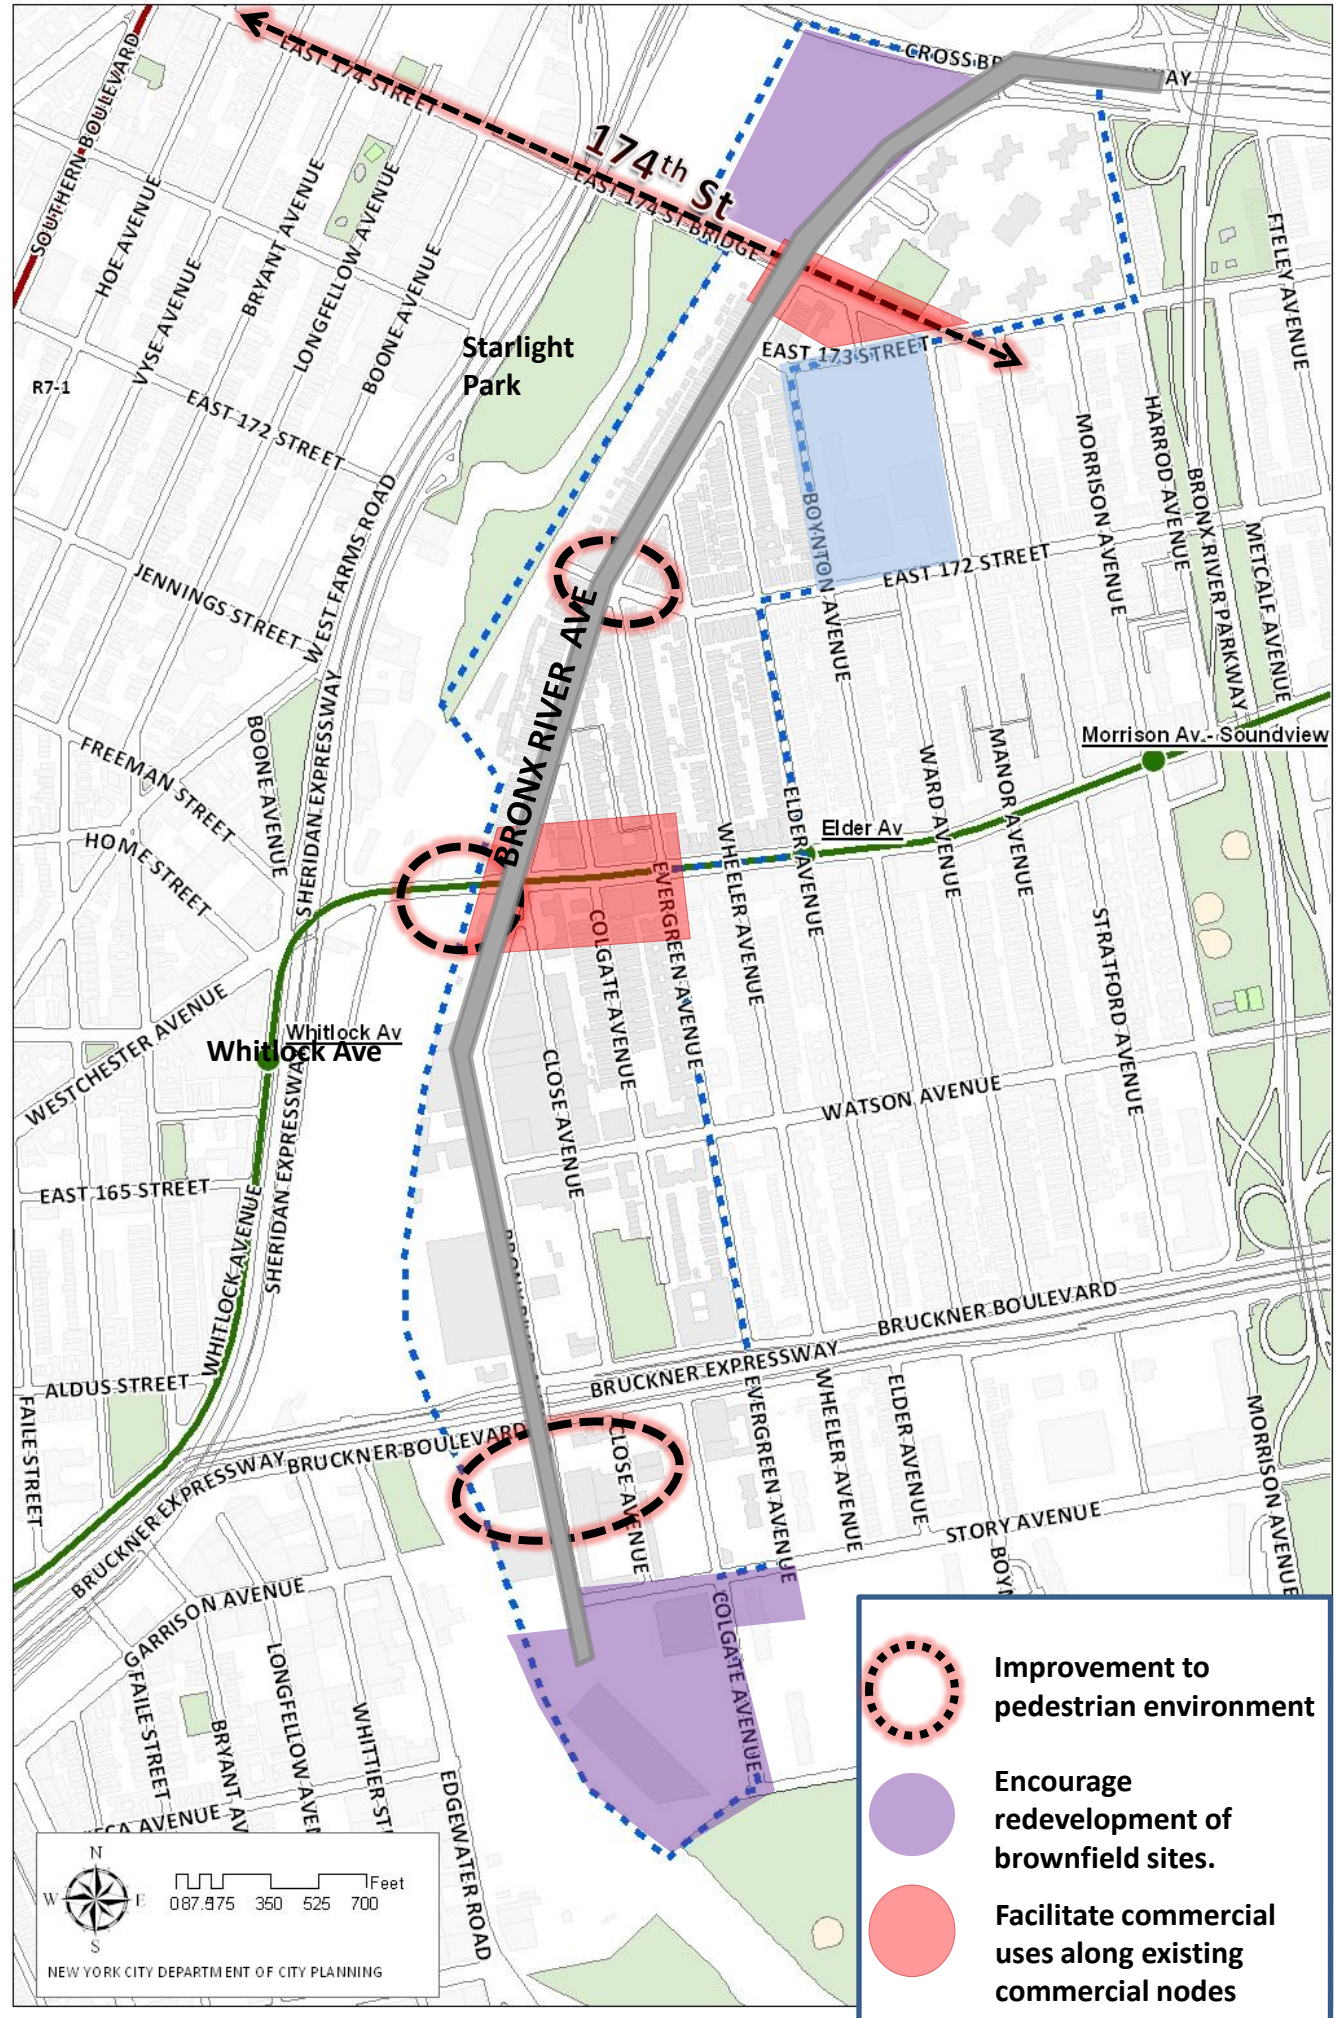 SOUTHERN BOULEVARD
EAST 174 STREET
CROSS BR
AY
174th St
EAST 174 ST BRIDGE
HOE AVENUE
VYSE AVENUE
BRYANT AVENUE
LONGFELLOW AVENUE
BOONE AVENUE
FTELEY AVENUE
Starlight
Park
EAST 173 STREET
R7-1
EAST 172 STREET
MORRISON AVENUE
HARROD AVENUE
BRONX RIVER PARKWAY
METCALF AVENUE
BOYNTON AVENUE
EAST 172 STREET
WEST FARMS ROAD
JENNINGS STREET
BRONX RIVER AVE
FREEMAN STREET
BOONE AVENUE
SHERIDAN EXPRESSWAY
HOME STREET
Morrison Av.- Soundview
WARD AVENUE
MANOR AVENUE
ELDER AVENUE
Elder Av
WHEELER AVENUE
EVERGREEN AVENUE
COLGATE AVENUE
STRATFORD AVENUE
WESTCHESTER AVENUE
Whitlock Av
Whitlock Ave
CLOSE AVENUE
WATSON AVENUE
EAST 165 STREET
WHITLOCK AVENUE
SHERIDAN EXPRESSWAY
BRUCKNER BOULEVARD
BRUCKNER EXPRESSWAY
ALDUS STREET
FAILE STREET
BRUCKNER EXPRESSWAY
BRUCKNER BOULEVARD
CLOSE AVENUE
EVERGREEN AVENUE
WHEELER AVENUE
ELDER AVENUE
MORRISON AVENUE
STORY AVENUE
BOYN
GARRISON AVENUE
FAILE STREET
LONGFELLOW AVEN
BRYANT AV
WHITTIER ST
EDGEWATER ROAD
COLGATE AVENUE
AVENUE
N
W E
S
Feet
0 87.5 175 350 525 700
NEW YORK CITY DEPARTMENT OF CITY PLANNING
Improvement to
pedestrian environment
Encourage
redevelopment of
brownfield sites.
Facilitate commercial
uses along existing
commercial nodes